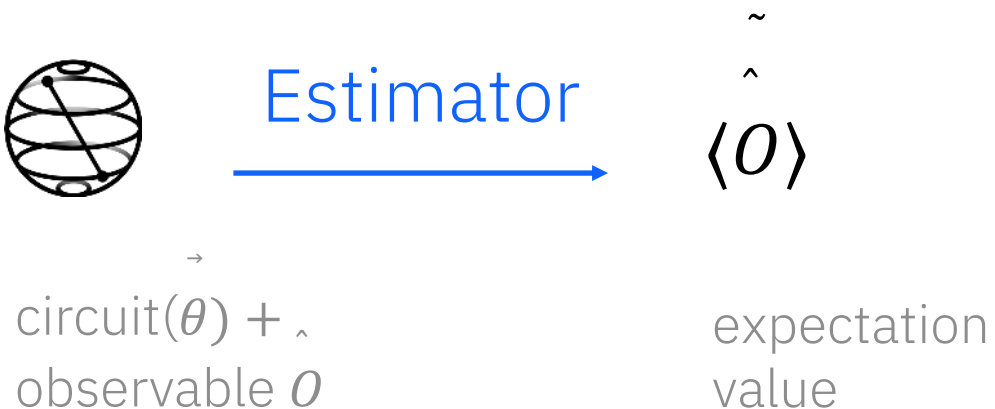 Estimator
⟨Õ̂⟩
circuit(θ⃗) +
observable Ô
expectation
value